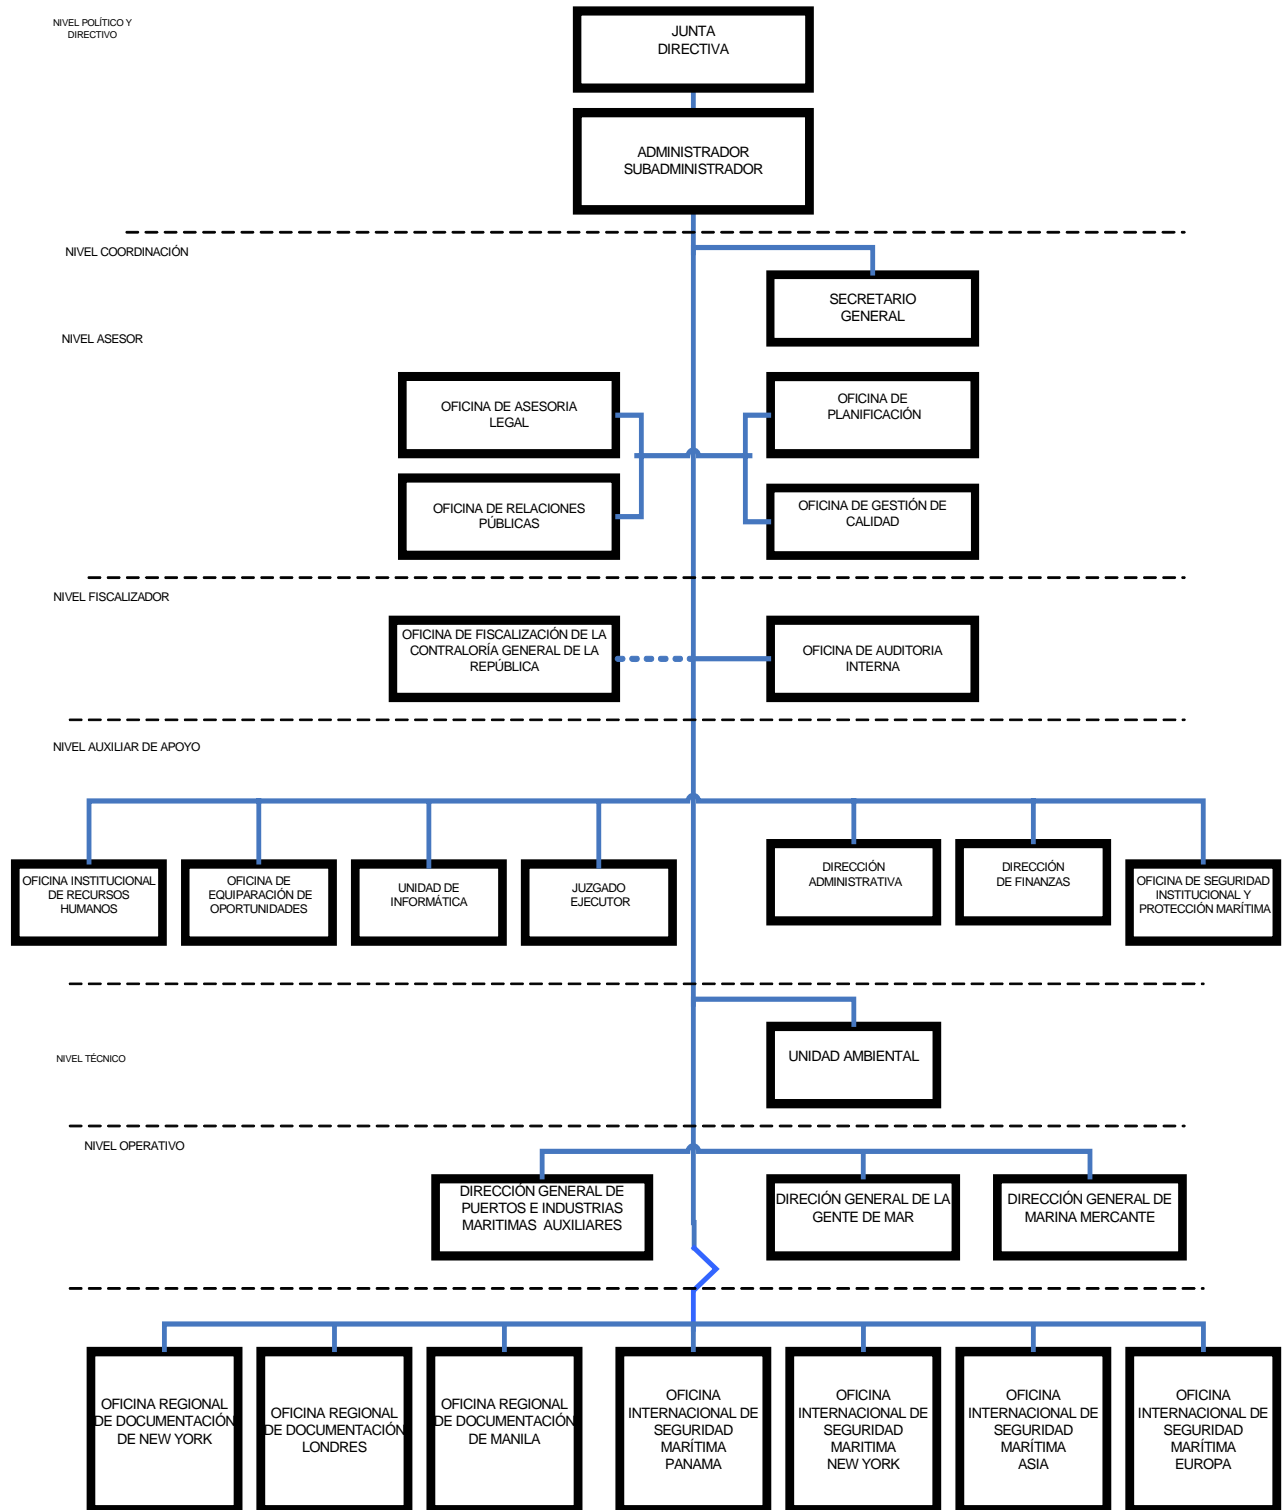 NIVEL POLÍTICO Y
DIRECTIVO
JUNTA
DIRECTIVA
ADMINISTRADOR
SUBADMINISTRADOR
NIVEL COORDINACIÓN
SECRETARIO
GENERAL
NIVEL ASESOR
OFICINA DE ASESORIA
LEGAL
OFICINA DE
PLANIFICACIÓN
OFICINA DE RELACIONES
PÚBLICAS
OFICINA DE GESTIÓN DE
CALIDAD
NIVEL FISCALIZADOR
OFICINA DE FISCALIZACIÓN DE LA
CONTRALORÍA GENERAL DE LA
REPÚBLICA
OFICINA DE AUDITORIA
INTERNA
NIVEL AUXILIAR DE APOYO
OFICINA INSTITUCIONAL
DE RECURSOS
HUMANOS
OFICINA DE
EQUIPARACIÓN DE
OPORTUNIDADES
UNIDAD DE
INFORMÁTICA
JUZGADO
EJECUTOR
DIRECCIÓN
ADMINISTRATIVA
DIRECCIÓN
DE FINANZAS
OFICINA DE SEGURIDAD
INSTITUCIONAL Y
PROTECCIÓN MARÍTIMA
UNIDAD AMBIENTAL
NIVEL TÉCNICO
NIVEL OPERATIVO
DIRECCIÓN GENERAL DE
PUERTOS E INDUSTRIAS
MARITIMAS AUXILIARES
DIRECIÓN GENERAL DE LA
GENTE DE MAR
DIRECCIÓN GENERAL DE
MARINA MERCANTE
OFICINA REGIONAL
DE DOCUMENTACIÓN
DE NEW YORK
OFICINA REGIONAL
DE DOCUMENTACIÓN
LONDRES
OFICINA REGIONAL
DE DOCUMENTACIÓN
DE MANILA
OFICINA
INTERNACIONAL DE
SEGURIDAD
MARÍTIMA
PANAMA
OFICINA
INTERNACIONAL DE
SEGURIDAD
MARITIMA
NEW YORK
OFICINA
INTERNACIONAL DE
SEGURIDAD
MARÍTIMA
ASIA
OFICINA
INTERNACIONAL DE
SEGURIDAD
MARÍTIMA
EUROPA